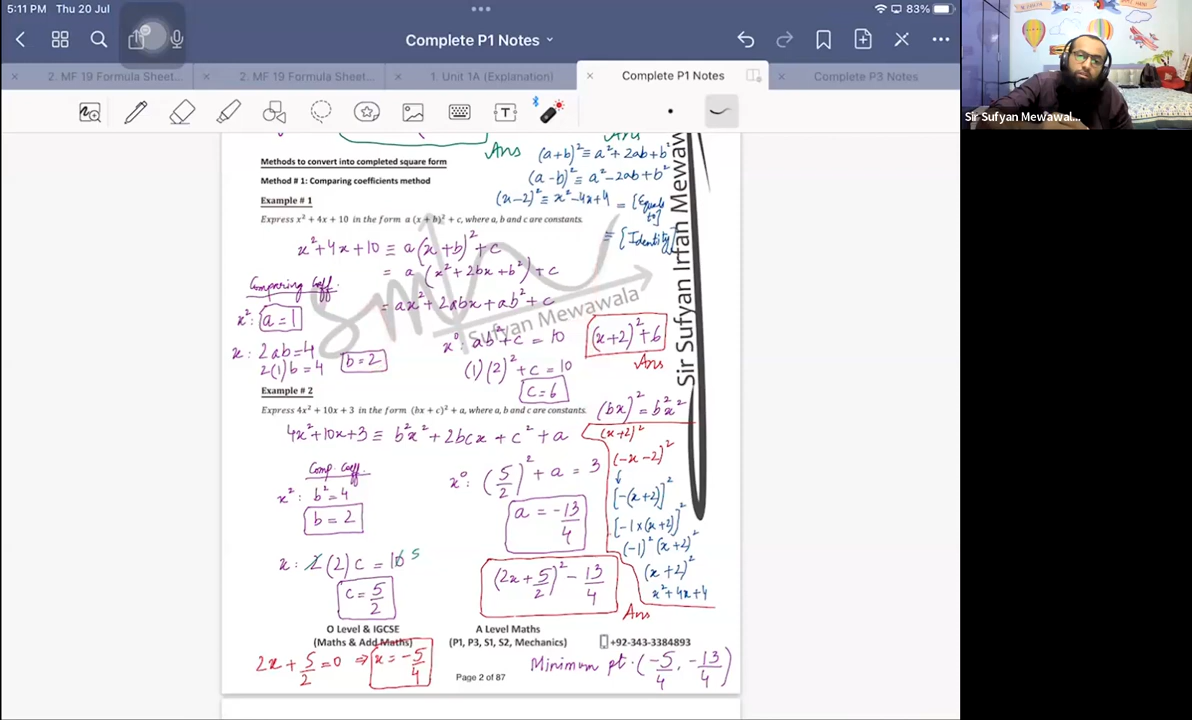 5:11 PM Thu 20 Jul
83%
Complete P1 Notes
2. MF 19 Formula Sheet...
2. MF 19 Formula Sheet...
1. Unit 1A (Explanation)
Complete P1 Notes
Complete P3 Notes
Sir Sufyan Mewawal...
Ans
Methods to convert into completed square form
(a+b)² ≡ a²+2ab+b²
(a-b)² ≡ a²-2ab+b²
Method # 1: Comparing coefficients method
(x-2)² ≡ x²-4x+4
= [Equals to]
≡ [Identity]
Example # 1
Express x² + 4x + 10 in the form a (x + b)² + c, where a, b and c are constants.
x²+4x+10 ≡ a(x+b)²+c
= a (x²+2bx+b²)+c
= ax²+2abx+ab²+c
Comparing Coeff.
x²: a=1
x: 2ab=4
2(1)b=4
b=2
x⁰: ab²+c = 10
(1)(2)²+c = 10
c=6
(x+2)²+6
Ans
smm
Sufyan Mewawala
Sir Sufyan Irfan Mewaw
Example # 2
Express 4x² + 10x + 3 in the form (bx + c)² + a, where a, b and c are constants.
(bx)² = b²x²
4x²+10x+3 ≡ b²x²+2bcx+c²+a
Comp Coeff.
x²: b²=4
b=2
x: 2(2)c = 10 5
c = 5/2
x⁰: (5/2)² + a = 3
a = -13/4
(2x+5/2)² - 13/4
Ans
(x+2)²
(-x-2)²
[-(x+2)]²
[-1×(x+2)]²
(-1)²(x+2)²
(x+2)²
x²+4x+4
O Level & IGCSE
(Maths & Add Maths)
A Level Maths
(P1, P3, S1, S2, Mechanics)
+92-343-3384893
2x+5/2=0 ⇒ x=-5/4
Page 2 of 87
Minimum pt. (-5/4, -13/4)